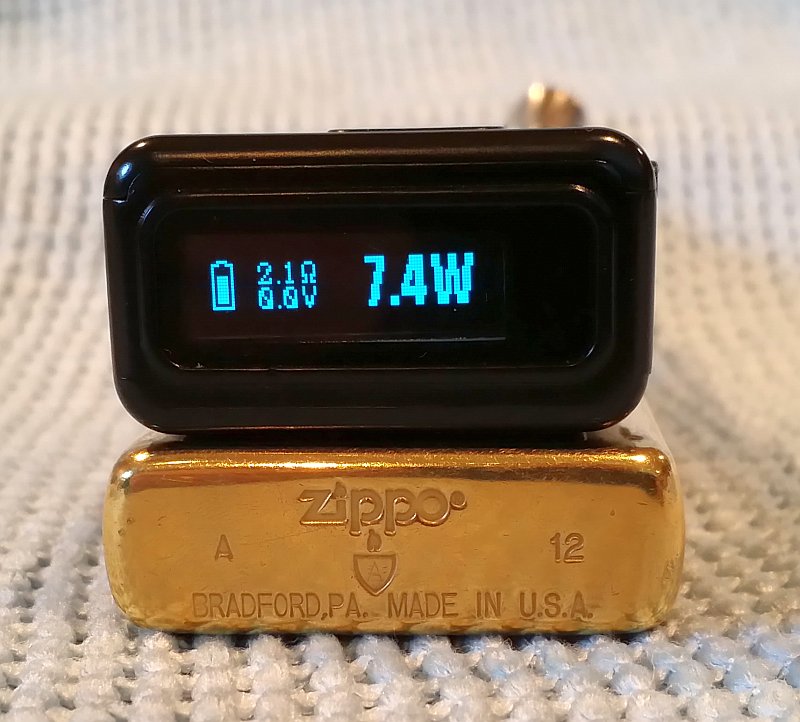 2.1Ω 7.4W
0.0V
zippo
A 12
BRADFORD,PA. MADE IN U.S.A.